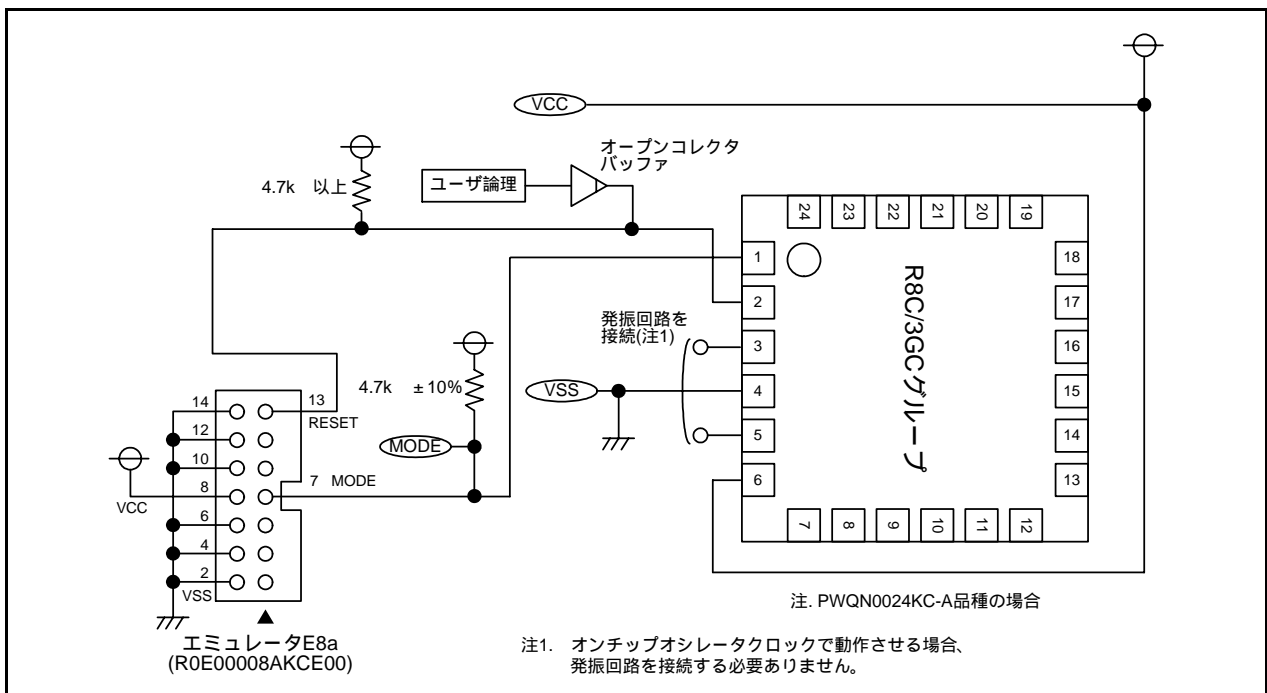 VCC
オープンコレクタ
バッファ
4.7k 以上
ユーザ論理
24 23 22 21 20 19
1
2
3
4
5
6
18
17
16
15
14
13
7 8 9 10 11 12
R8C/3GCグループ
発振回路を
接続(注1)
4.7k ±10%
VSS
MODE
14
13
RESET
12
10
7 MODE
8
VCC
6
4
2
VSS
エミュレータE8a
(R0E00008AKCE00)
注. PWQN0024KC-A品種の場合
注1. オンチップオシレータクロックで動作させる場合、
発振回路を接続する必要ありません。